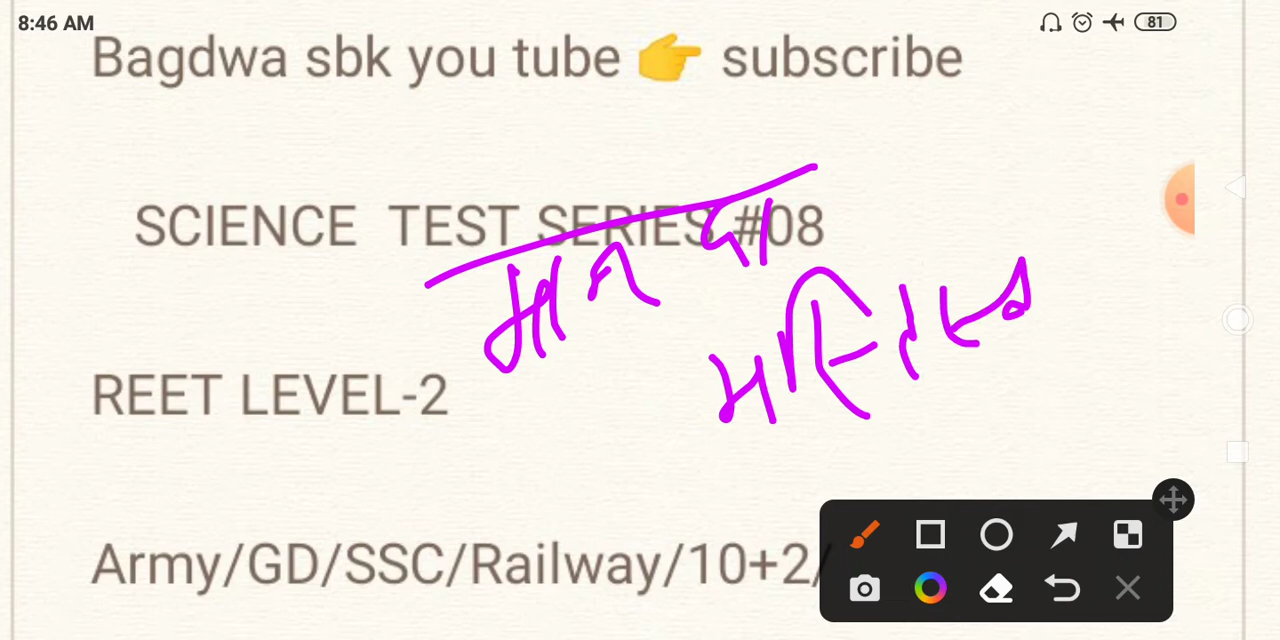 8:46 AM 81
Bagdwa sbk you tube 👉 subscribe
SCIENCE TEST SERIES #08
मानव
REET LEVEL-2
Army/GD/SSC/Railway/10+2/